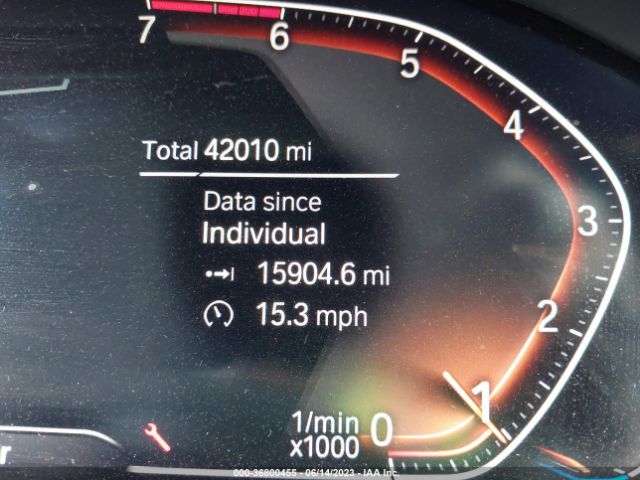 7
6
5
4
3
2
1
0
Total 42010 mi
Data since
Individual
15904.6 mi
15.3 mph
1/min
x1000
r
000-36800455 - 06/14/2023 - IAA Inc.